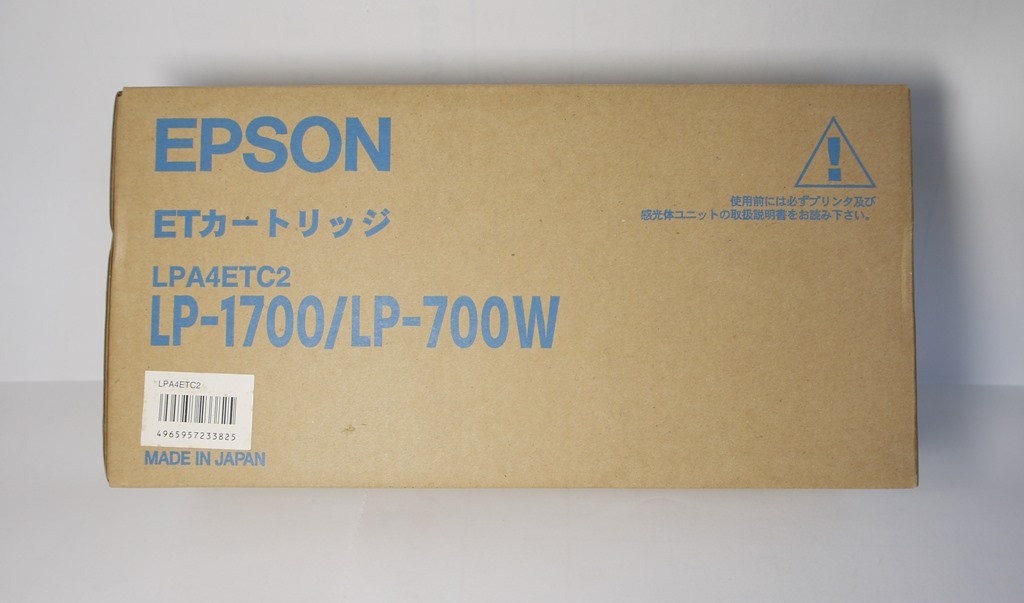 EPSON
ETカートリッジ
LPA4ETC2
LP-1700/LP-700W
使用前には必ずプリンタ及び
感光体ユニットの取扱説明書をお読み下さい。
LPA4ETC2
4965957233825
MADE IN JAPAN